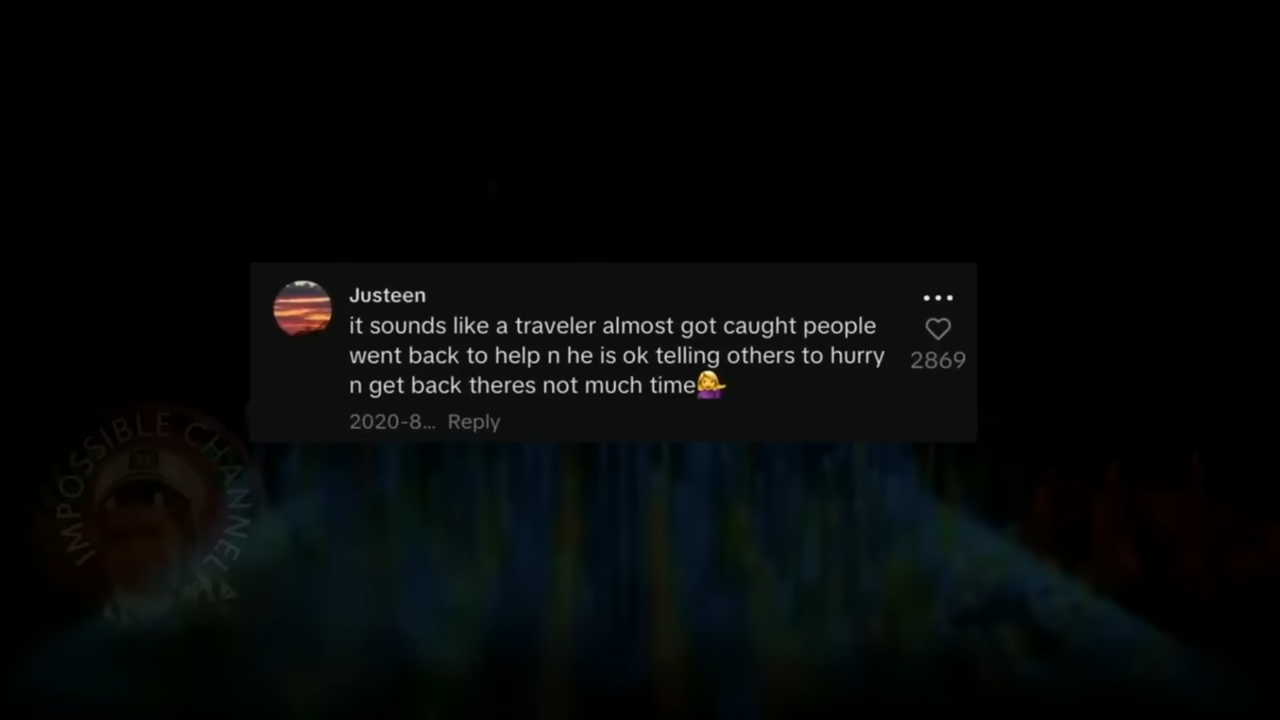 Justeen
it sounds like a traveler almost got caught people
went back to help n he is ok telling others to hurry
n get back theres not much time💁‍♀️
2869
2020-8... Reply
IMPOSSIBLE CHANNEL